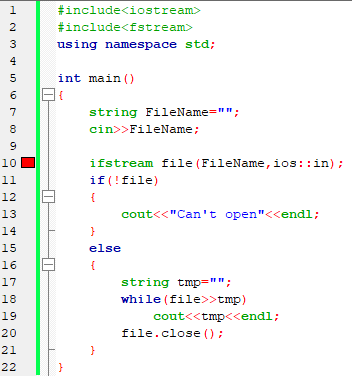 1 #include<iostream>
2 #include<fstream>
3 using namespace std;
4
5 int main()
6 {
7 string FileName="";
8 cin>>FileName;
9
10 ifstream file(FileName,ios::in);
11 if(!file)
12 {
13 cout<<"Can't open"<<endl;
14 }
15 else
16 {
17 string tmp="";
18 while(file>>tmp)
19 cout<<tmp<<endl;
20 file.close();
21 }
22 }